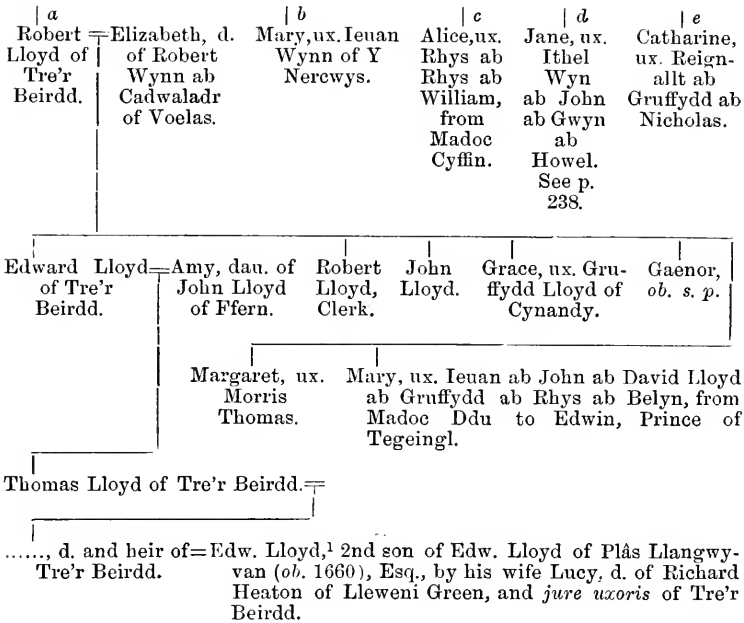 | a | b | c | d | e
Robert Elizabeth, d. Mary, ux. Ieuan Alice, ux. Jane, ux. Catharine,
Lloyd of of Robert Wynn of Y Rhys ab Ithel ux. Reign-
Tre'r Wynn ab Nercwys. Rhys ab Wyn allt ab
Beirdd. Cadwaladr William, ab John Gruffydd ab
of Voelas. from ab Gwyn Nicholas.
Madoc ab
Cyffin. Howel.
See p.
238.
Edward Lloyd=Amy, dau. of Robert John Grace, ux. Gru- Gaenor,
of Tre'r John Lloyd Lloyd, Lloyd. ffydd Lloyd of ob. s. p.
Beirdd. of Ffern. Clerk. Cynandy.
Margaret, ux. Mary, ux. Ieuan ab John ab David Lloyd
Morris ab Gruffydd ab Rhys ab Belyn, from
Thomas. Madoc Ddu to Edwin, Prince of
Tegeingl.
Thomas Lloyd of Tre'r Beirdd.=
......, d. and heir of=Edw. Lloyd,¹ 2nd son of Edw. Lloyd of Plâs Llangwy-
Tre'r Beirdd. van (ob. 1660), Esq., by his wife Lucy, d. of Richard
Heaton of Lleweni Green, and jure uxoris of Tre'r
Beirdd.